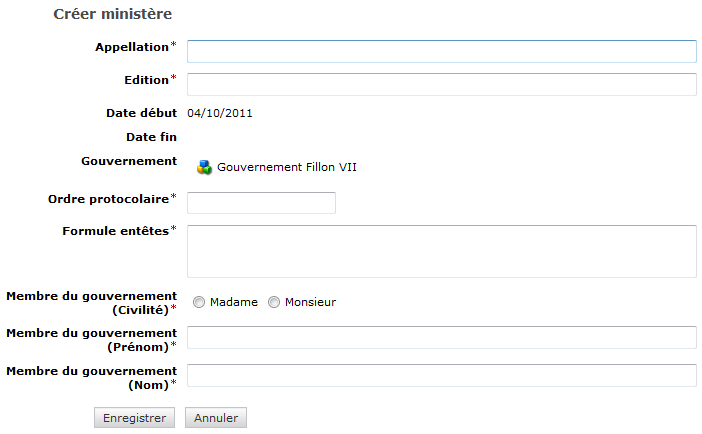 Créer ministère
Appellation*
Edition*
Date début 04/10/2011
Date fin
Gouvernement Gouvernement Fillon VII
Ordre protocolaire*
Formule entêtes*
Membre du gouvernement
(Civilité)* Madame Monsieur
Membre du gouvernement
(Prénom)*
Membre du gouvernement
(Nom)*
Enregistrer Annuler